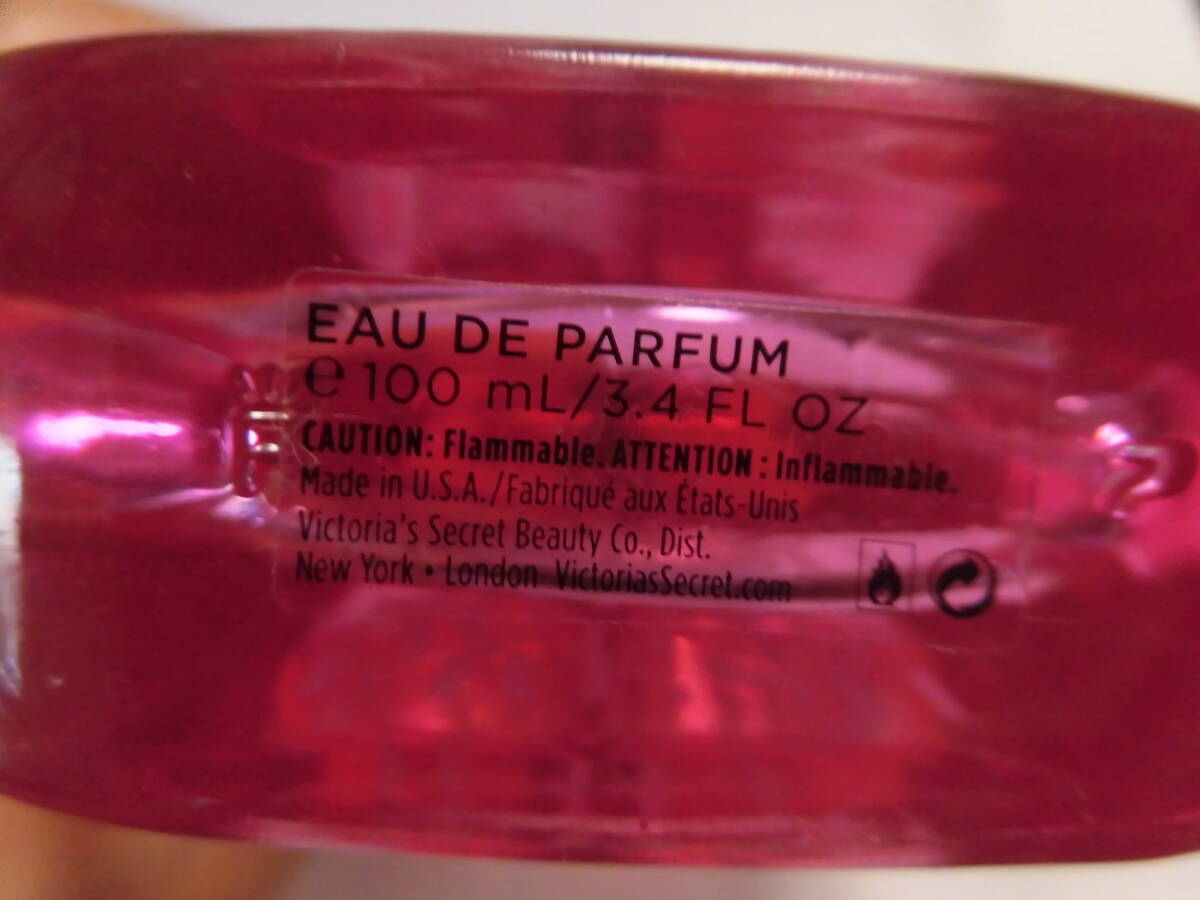 EAU DE PARFUM
℮ 100 mL/3.4 FL OZ
CAUTION: Flammable. ATTENTION : Inflammable.
Made in U.S.A./Fabriqué aux États-Unis
Victoria's Secret Beauty Co., Dist.
New York • London VictoriasSecret.com